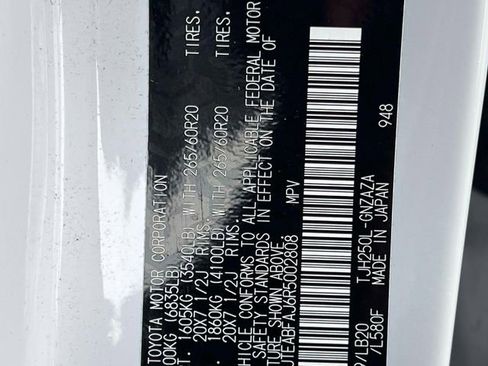 TOYOTA MOTOR CORPORATION
00KG (6835LB)
T. 1605KG (3540LB) WITH 265/60R20 TIRES.
20X7 1/2J RIMS.
1860KG (4100LB) WITH 265/60R20 TIRES.
20X7 1/2J RIMS
HICLE CONFORMS TO ALL APPLICABLE FEDERAL MOTOR
SAFETY STANDARDS IN EFFECT ON THE DATE OF
TURE SHOWN ABOVE.
JTEABFAJ6R5002808 MPV
/LB20 TJH250L-GNZAZA
/L580F MADE IN JAPAN
948